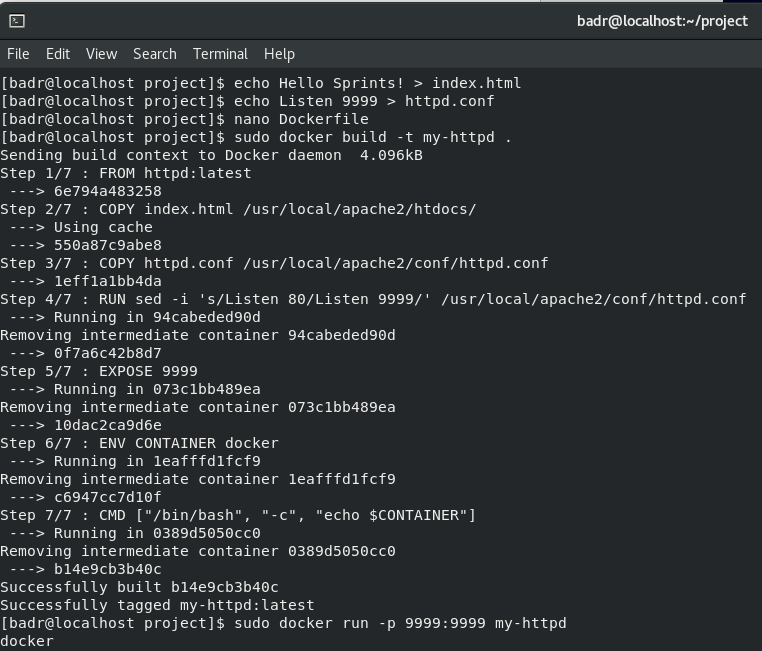 badr@localhost:~/project
File Edit View Search Terminal Help
[badr@localhost project]$ echo Hello Sprints! > index.html
[badr@localhost project]$ echo Listen 9999 > httpd.conf
[badr@localhost project]$ nano Dockerfile
[badr@localhost project]$ sudo docker build -t my-httpd .
Sending build context to Docker daemon  4.096kB
Step 1/7 : FROM httpd:latest
 ---> 6e794a483258
Step 2/7 : COPY index.html /usr/local/apache2/htdocs/
 ---> Using cache
 ---> 550a87c9abe8
Step 3/7 : COPY httpd.conf /usr/local/apache2/conf/httpd.conf
 ---> 1eff1a1bb4da
Step 4/7 : RUN sed -i 's/Listen 80/Listen 9999/' /usr/local/apache2/conf/httpd.conf
 ---> Running in 94cabeded90d
Removing intermediate container 94cabeded90d
 ---> 0f7a6c42b8d7
Step 5/7 : EXPOSE 9999
 ---> Running in 073c1bb489ea
Removing intermediate container 073c1bb489ea
 ---> 10dac2ca9d6e
Step 6/7 : ENV CONTAINER docker
 ---> Running in 1eafffd1fcf9
Removing intermediate container 1eafffd1fcf9
 ---> c6947cc7d10f
Step 7/7 : CMD ["/bin/bash", "-c", "echo $CONTAINER"]
 ---> Running in 0389d5050cc0
Removing intermediate container 0389d5050cc0
 ---> b14e9cb3b40c
Successfully built b14e9cb3b40c
Successfully tagged my-httpd:latest
[badr@localhost project]$ sudo docker run -p 9999:9999 my-httpd
docker